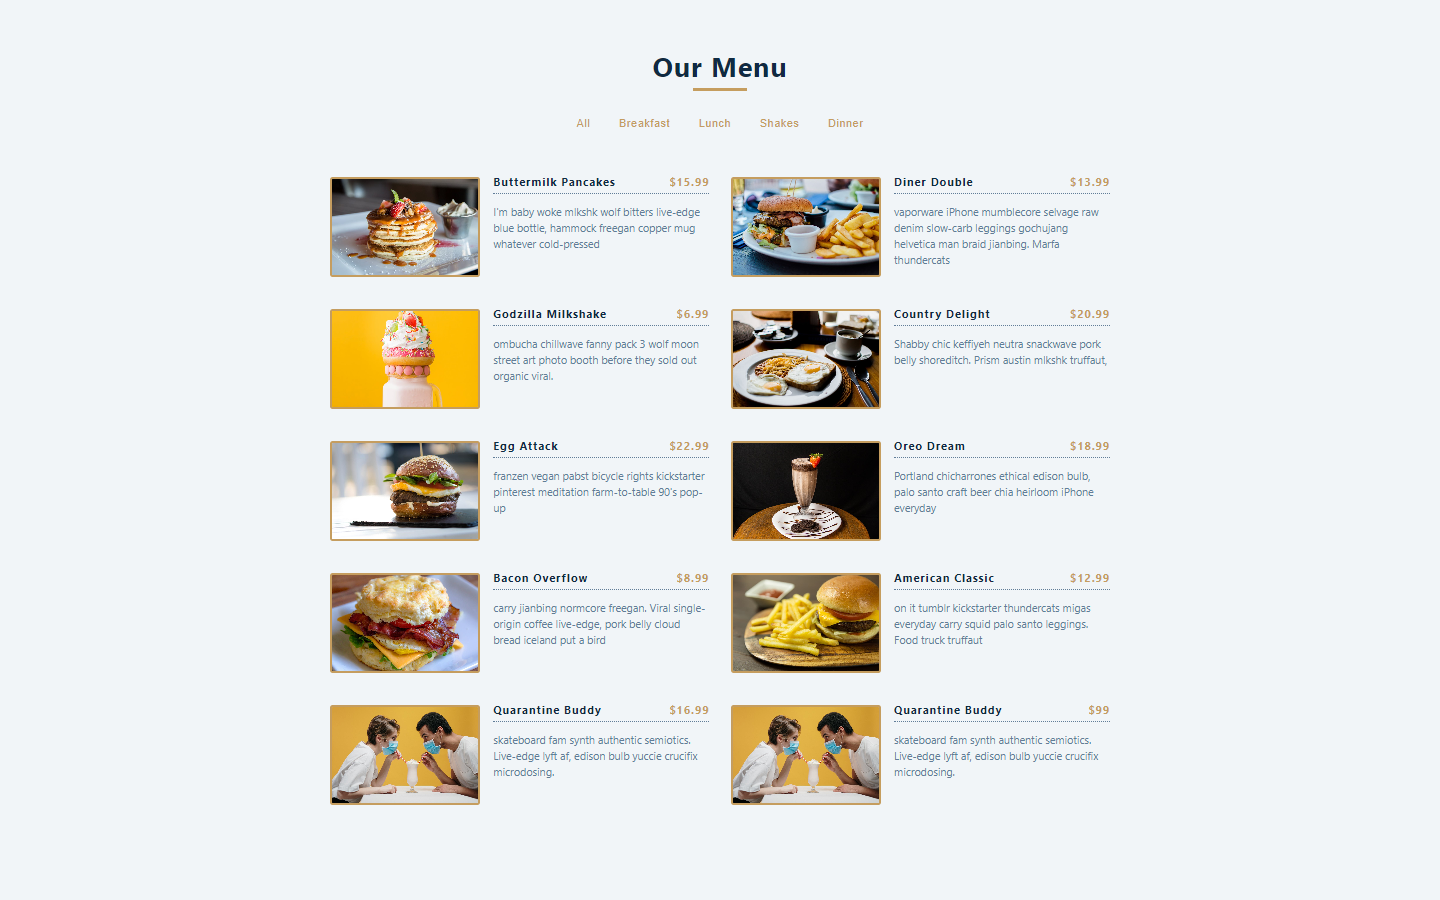 Our Menu
All Breakfast Lunch Shakes Dinner
Buttermilk Pancakes $15.99
I'm baby woke mlkshk wolf bitters live-edge
blue bottle, hammock freegan copper mug
whatever cold-pressed
Diner Double $13.99
vaporware iPhone mumblecore selvage raw
denim slow-carb leggings gochujang
helvetica man braid jianbing. Marfa
thundercats
Godzilla Milkshake $6.99
ombucha chillwave fanny pack 3 wolf moon
street art photo booth before they sold out
organic viral.
Country Delight $20.99
Shabby chic keffiyeh neutra snackwave pork
belly shoreditch. Prism austin mlkshk truffaut,
Egg Attack $22.99
franzen vegan pabst bicycle rights kickstarter
pinterest meditation farm-to-table 90's pop-
up
Oreo Dream $18.99
Portland chicharrones ethical edison bulb,
palo santo craft beer chia heirloom iPhone
everyday
Bacon Overflow $8.99
carry jianbing normcore freegan. Viral single-
origin coffee live-edge, pork belly cloud
bread iceland put a bird
American Classic $12.99
on it tumblr kickstarter thundercats migas
everyday carry squid palo santo leggings.
Food truck truffaut
Quarantine Buddy $16.99
skateboard fam synth authentic semiotics.
Live-edge lyft af, edison bulb yuccie crucifix
microdosing.
Quarantine Buddy $99
skateboard fam synth authentic semiotics.
Live-edge lyft af, edison bulb yuccie crucifix
microdosing.